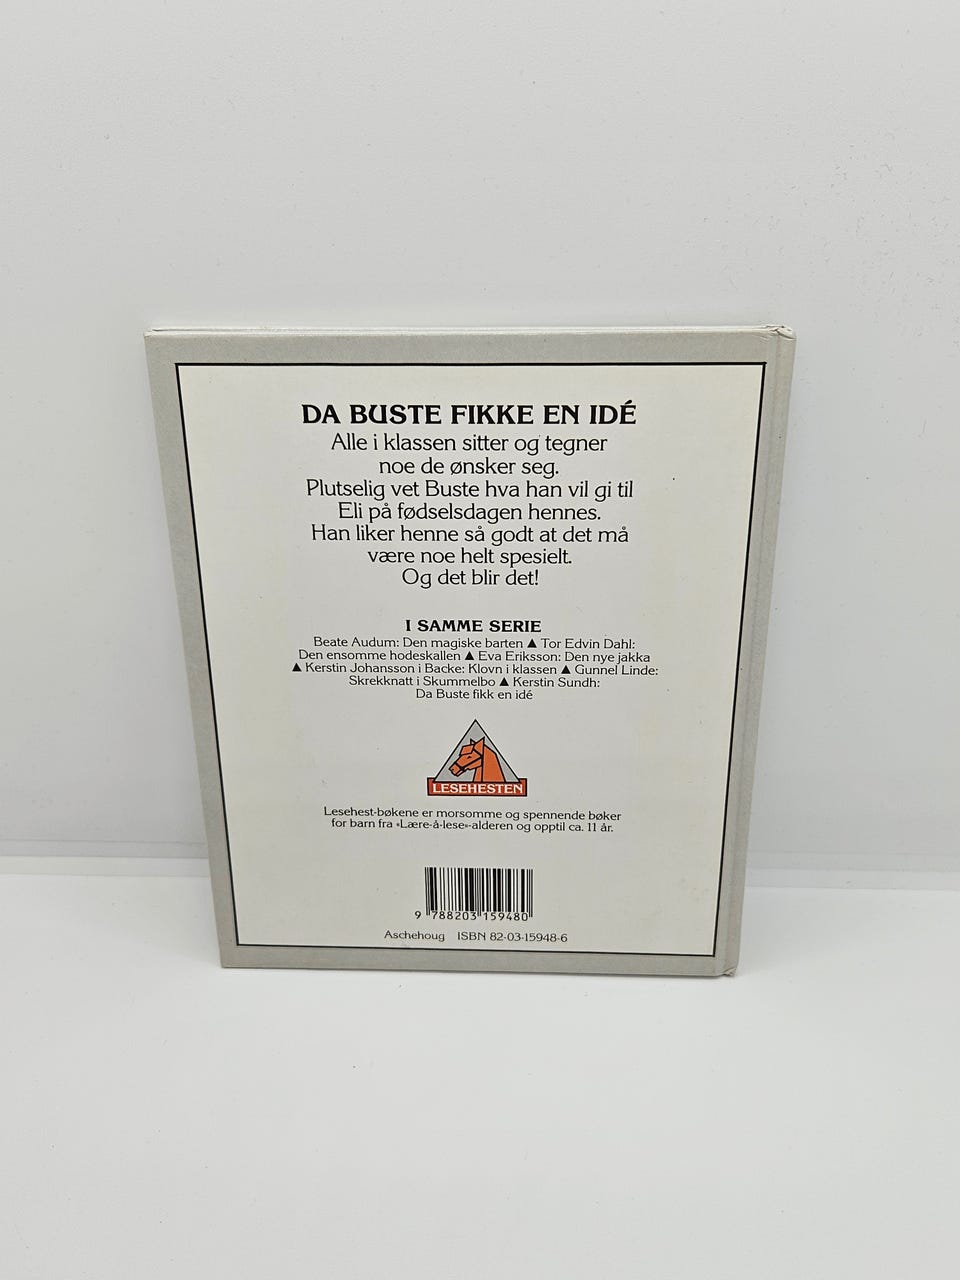 DA BUSTE FIKKE EN IDÉ
Alle i klassen sitter og tegner
noe de ønsker seg.
Plutselig vet Buste hva han vil gi til
Eli på fødselsdagen hennes.
Han liker henne så godt at det må
være noe helt spesielt.
Og det blir det!
I SAMME SERIE
Beate Audum: Den magiske barten ▲ Tor Edvin Dahl:
Den ensomme hodeskallen ▲ Eva Eriksson: Den nye jakka
▲ Kerstin Johansson i Backe: Klovn i klassen ▲ Gunnel Linde:
Skrekknatt i Skummelbo ▲ Kerstin Sundh:
Da Buste fikk en idé
LESEHESTEN
Lesehest-bøkene er morsomme og spennende bøker
for barn fra «Lære-å-lese»-alderen og opptil ca. 11 år.
9 788203 159480
Aschehoug ISBN 82-03-15948-6